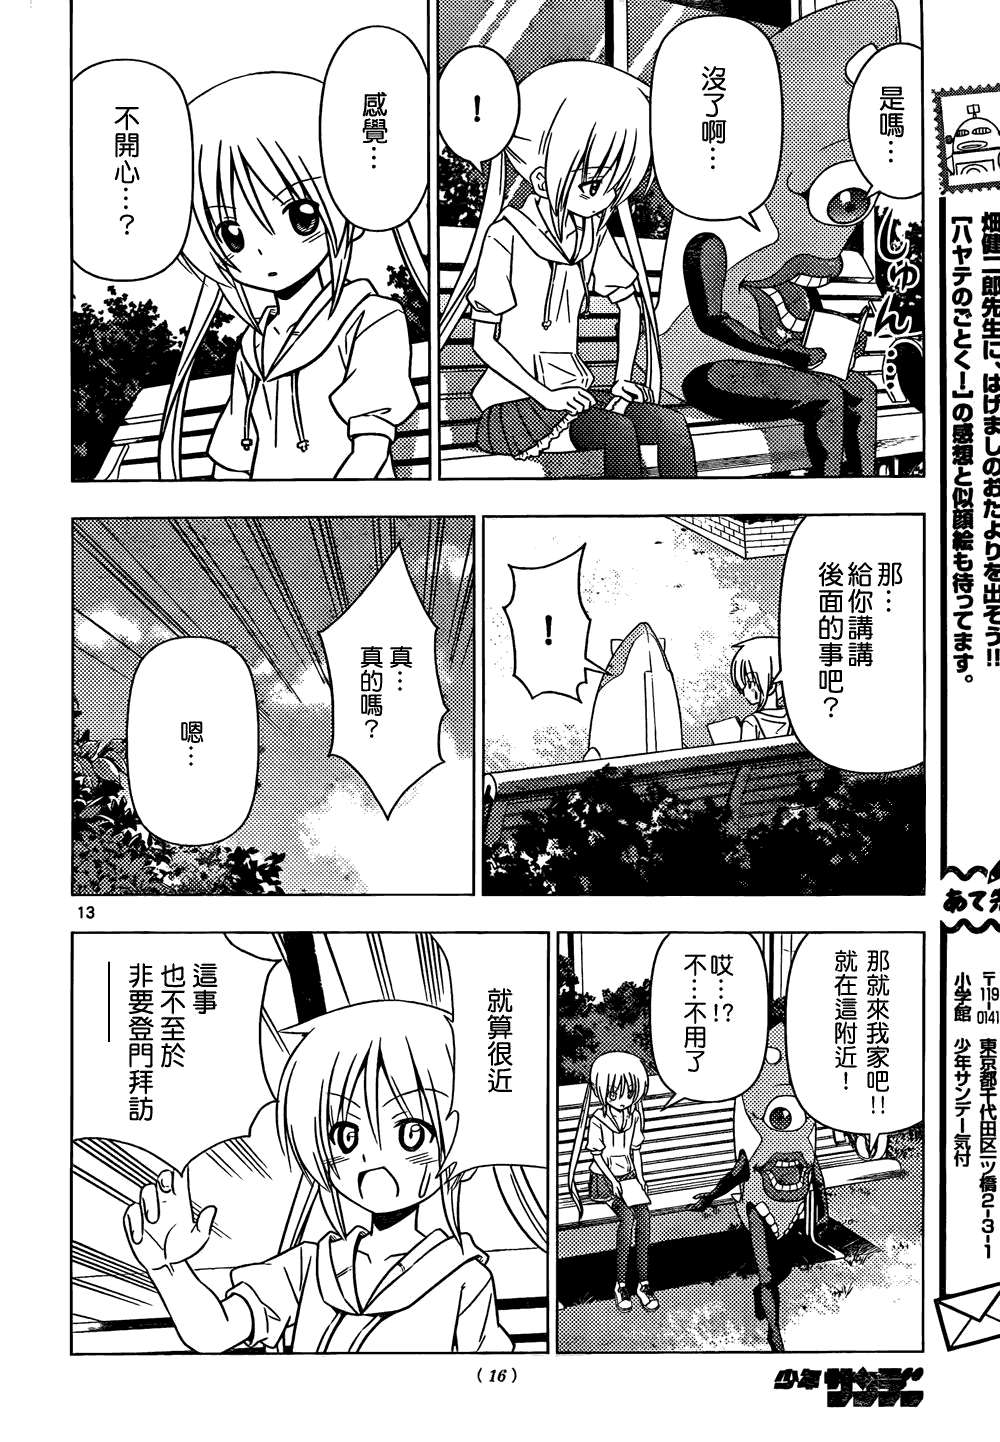 是嗎…
沒了啊…
!
しゅん…
感覺…
不開心…?
那…
給你講講
後面的事吧?
!
真…
真的嗎?
嗯…
13
那就來我家吧!!
就在這附近!
哎…!?
不…不用了
就算很近
這事
也不至於
非要登門拜訪
——
畑健二郎先生に、はげましのおたよりを出そう!!
[ハヤテのごとく!]の感想と似顔絵も待ってます。
あて先
〒119-0141 東京都千代田区一ツ橋2-3-1
小学館 少年サンデー気付
(16)
少年サンデー